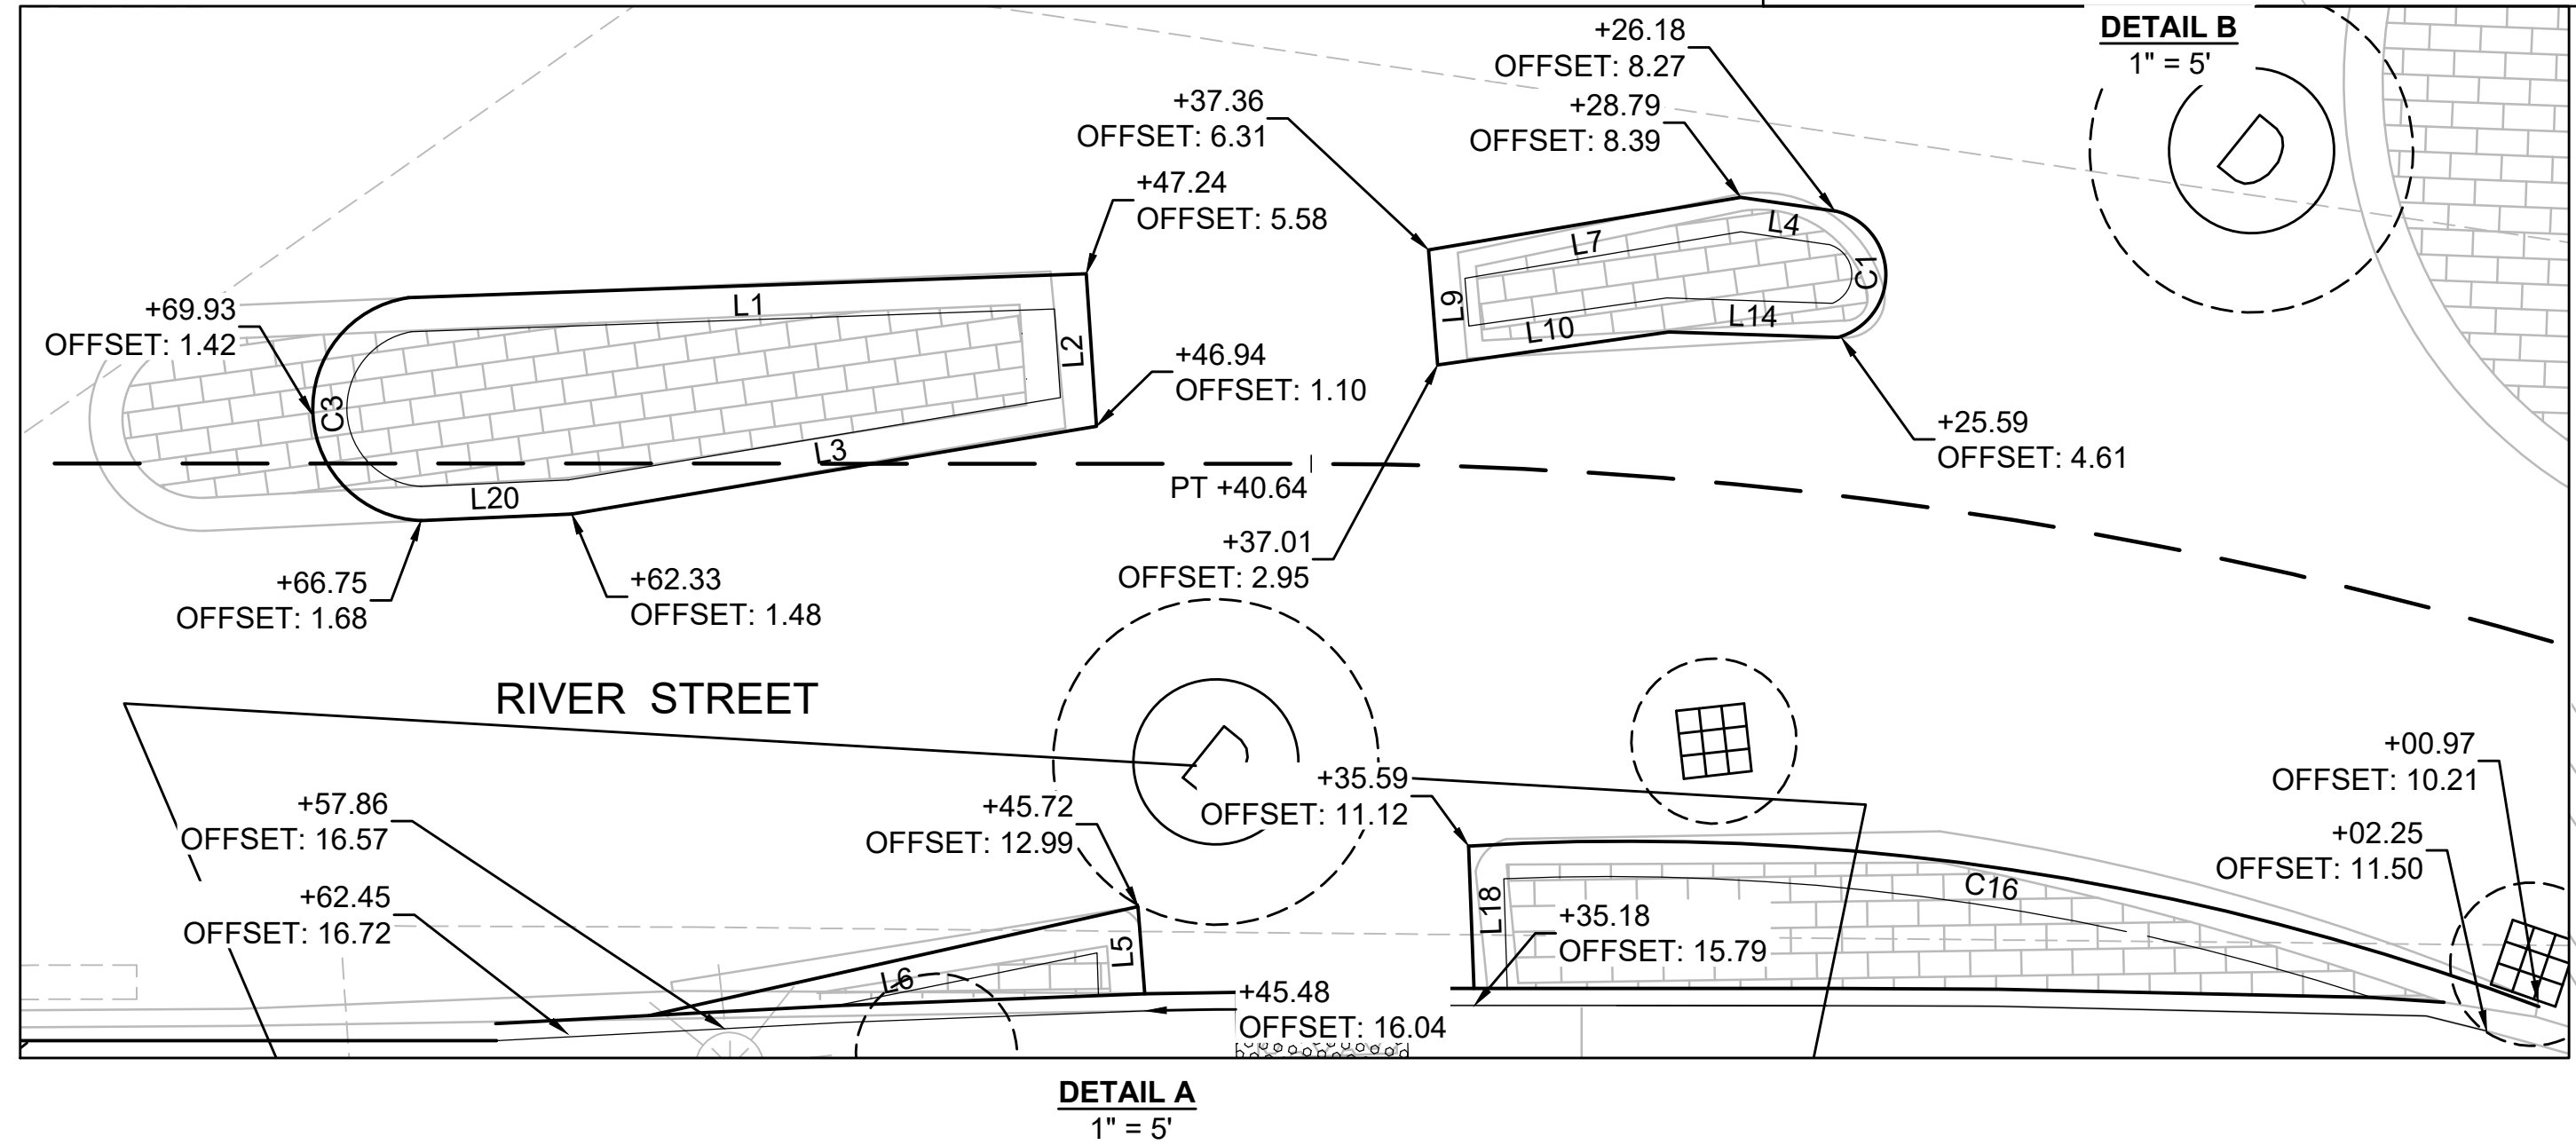 DETAIL B
1" = 5'
+26.18
OFFSET: 8.27
+28.79
OFFSET: 8.39
+37.36
OFFSET: 6.31
+47.24
OFFSET: 5.58
L4
L7
C1
L9
L10
L14
+69.93
OFFSET: 1.42
L1
L2
C3
L3
L20
+46.94
OFFSET: 1.10
+25.59
OFFSET: 4.61
PT +40.64
+37.01
OFFSET: 2.95
+66.75
OFFSET: 1.68
+62.33
OFFSET: 1.48
RIVER STREET
+57.86
OFFSET: 16.57
+62.45
OFFSET: 16.72
+45.72
OFFSET: 12.99
+35.59
OFFSET: 11.12
+00.97
OFFSET: 10.21
+02.25
OFFSET: 11.50
L5
L6
L18
C16
+35.18
OFFSET: 15.79
+45.48
OFFSET: 16.04
DETAIL A
1" = 5'